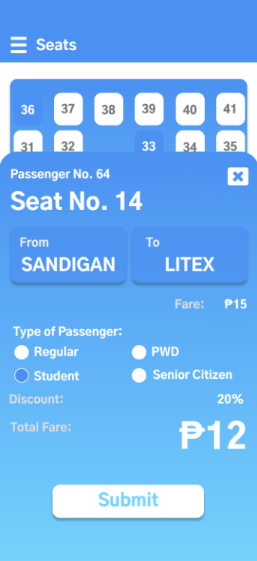 Seats
36 37 38 39 40 41
31 32 33 34 35
Passenger No. 64
Seat No. 14
From To
SANDIGAN LITEX
Fare: ₱15
Type of Passenger:
Regular PWD
Student Senior Citizen
Discount: 20%
Total Fare: ₱12
Submit